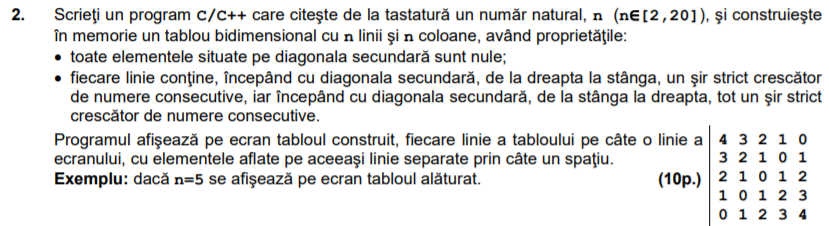 2. Scrieţi un program C/C++ care citeşte de la tastatură un număr natural, n (n∈[2,20]), şi construieşte
în memorie un tablou bidimensional cu n linii şi n coloane, având proprietăţile:
• toate elementele situate pe diagonala secundară sunt nule;
• fiecare linie conţine, începând cu diagonala secundară, de la dreapta la stânga, un şir strict crescător
de numere consecutive, iar începând cu diagonala secundară, de la stânga la dreapta, tot un şir strict
crescător de numere consecutive.
Programul afişează pe ecran tabloul construit, fiecare linie a tabloului pe câte o linie a
ecranului, cu elementele aflate pe aceeaşi linie separate prin câte un spaţiu.
Exemplu: dacă n=5 se afişează pe ecran tabloul alăturat. (10p.)
4 3 2 1 0
3 2 1 0 1
2 1 0 1 2
1 0 1 2 3
0 1 2 3 4